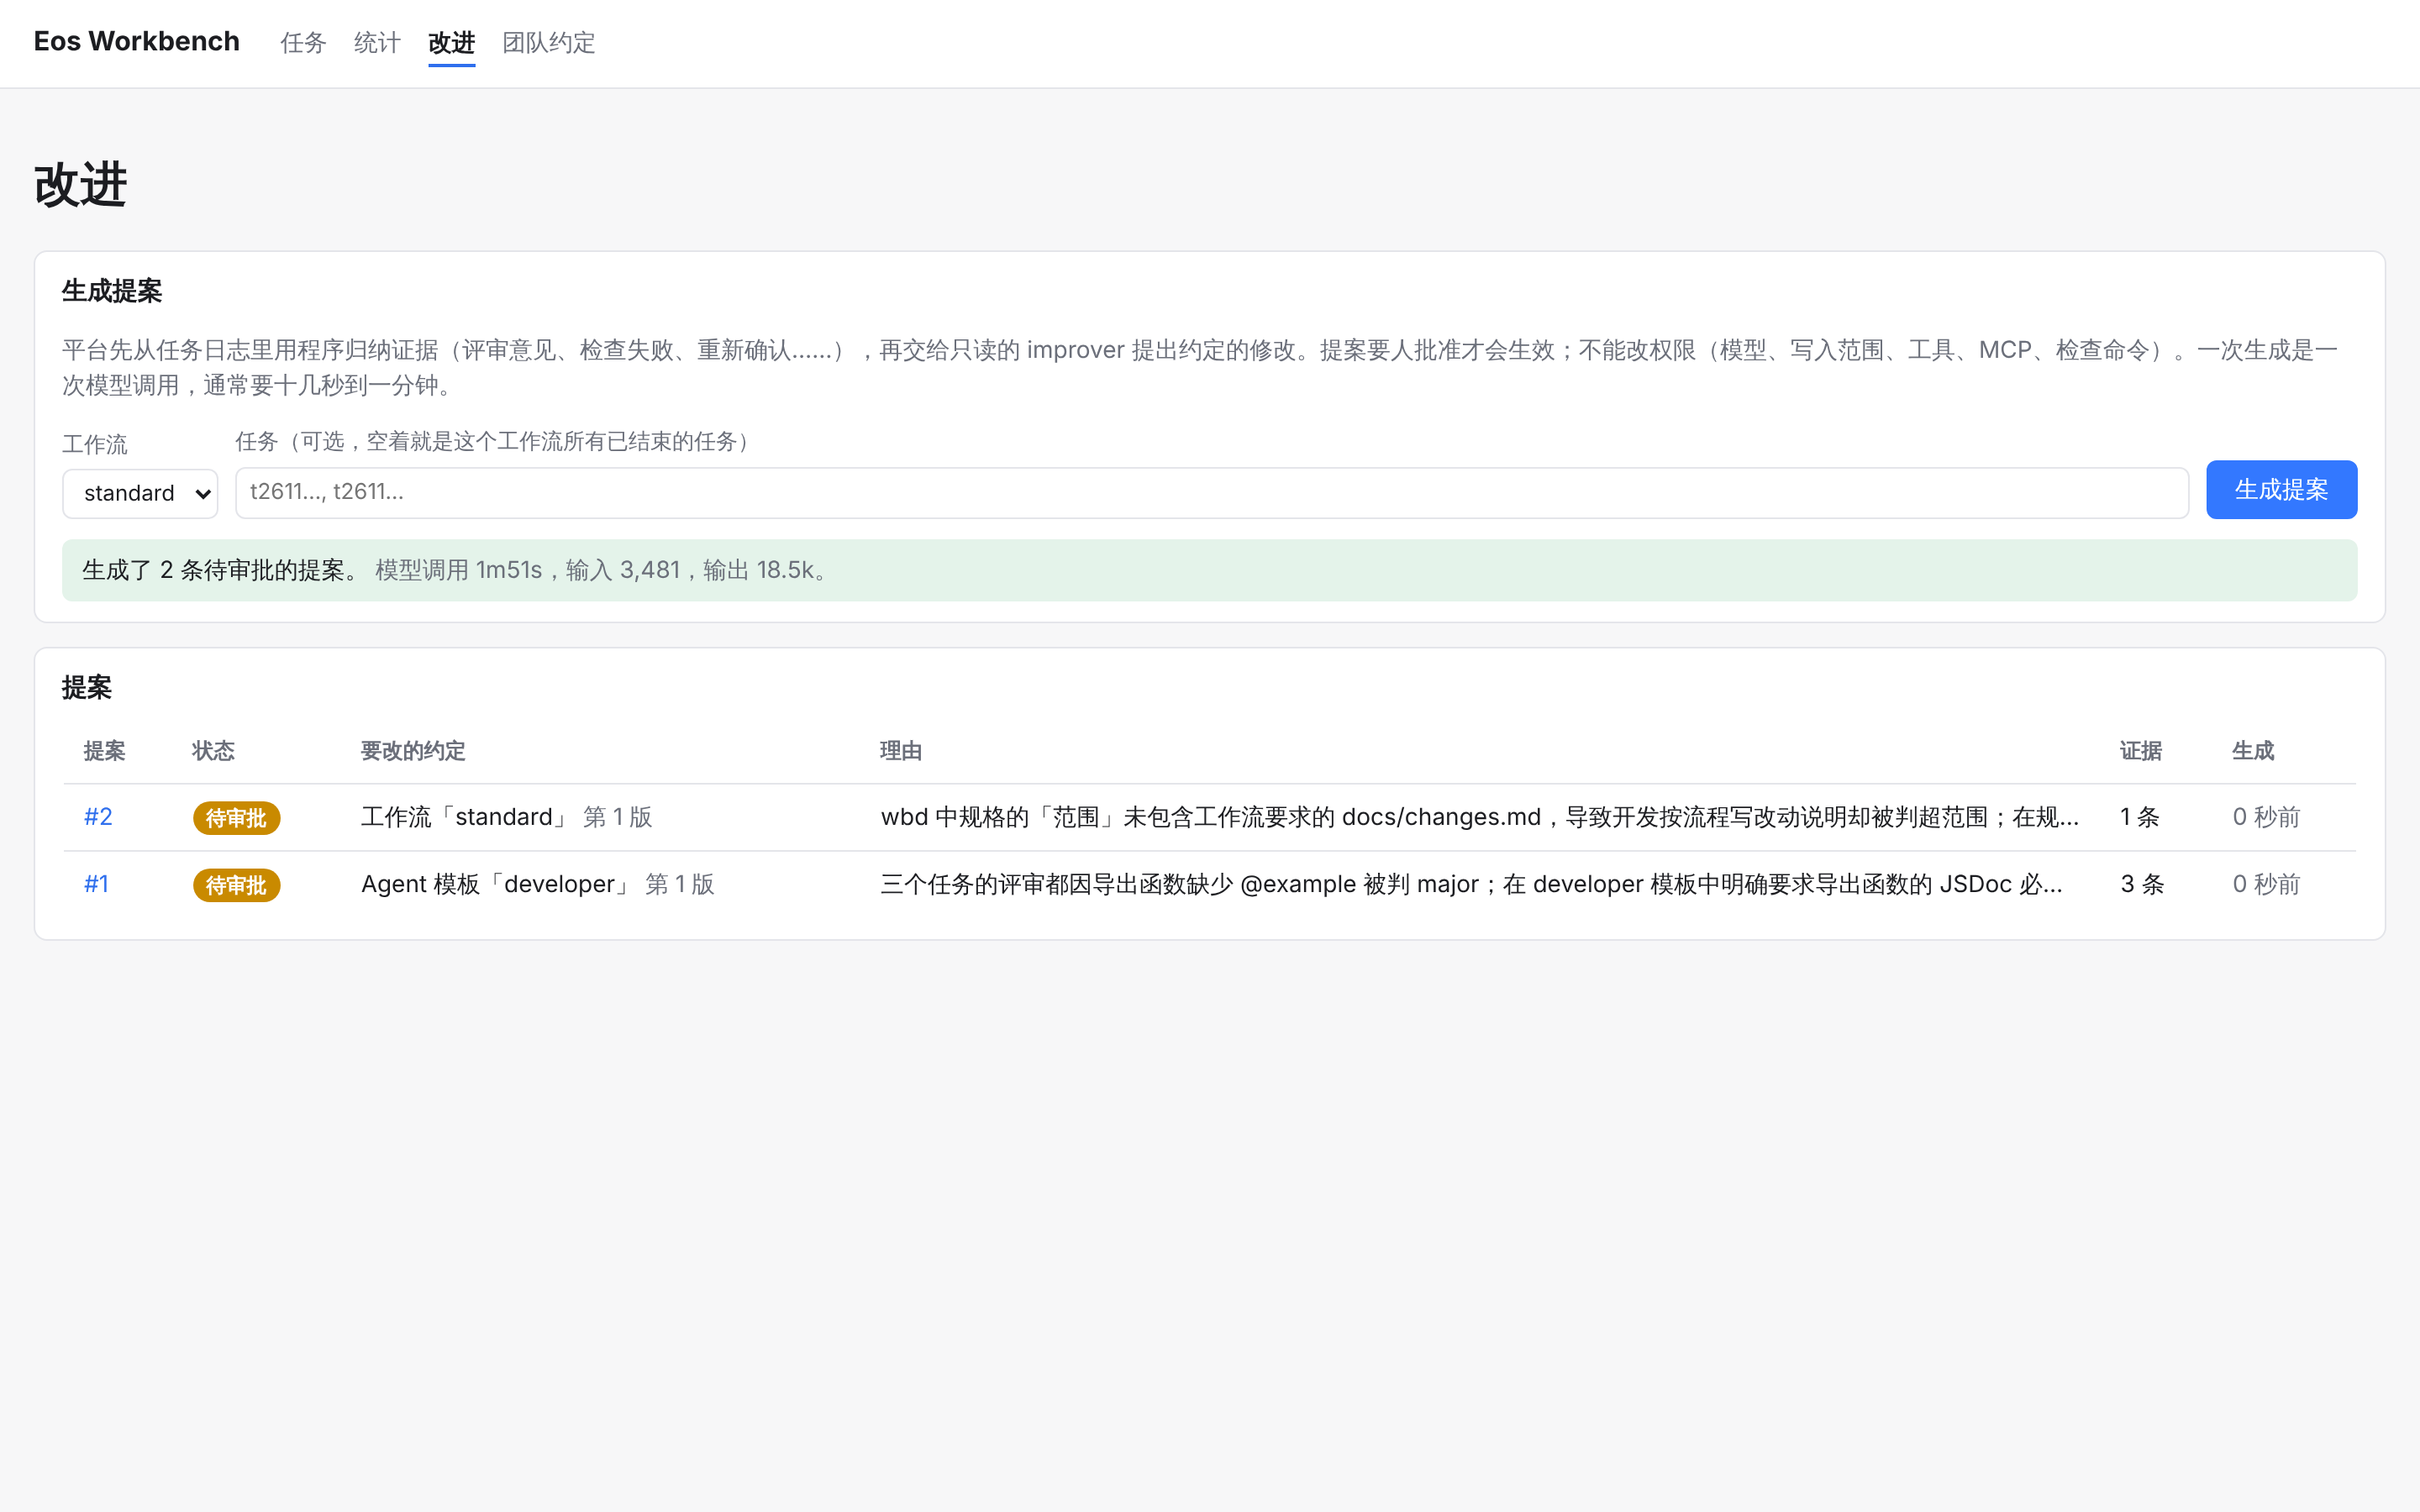 Eos Workbench 任务 统计 改进 团队约定
改进
生成提案
平台先从任务日志里用程序归纳证据（评审意见、检查失败、重新确认……），再交给只读的 improver 提出约定的修改。提案要人批准才会生效；不能改权限（模型、写入范围、工具、MCP、检查命令）。一次生成是一
次模型调用，通常要十几秒到一分钟。
工作流 任务（可选，空着就是这个工作流所有已结束的任务）
standard t2611…, t2611… 生成提案
生成了 2 条待审批的提案。 模型调用 1m51s，输入 3,481，输出 18.5k。
提案
提案 状态 要改的约定 理由 证据 生成
#2 待审批 工作流「standard」 第 1 版 wbd 中规格的「范围」未包含工作流要求的 docs/changes.md，导致开发按流程写改动说明却被判超范围；在规… 1 条 0 秒前
#1 待审批 Agent 模板「developer」 第 1 版 三个任务的评审都因导出函数缺少 @example 被判 major；在 developer 模板中明确要求导出函数的 JSDoc 必… 3 条 0 秒前